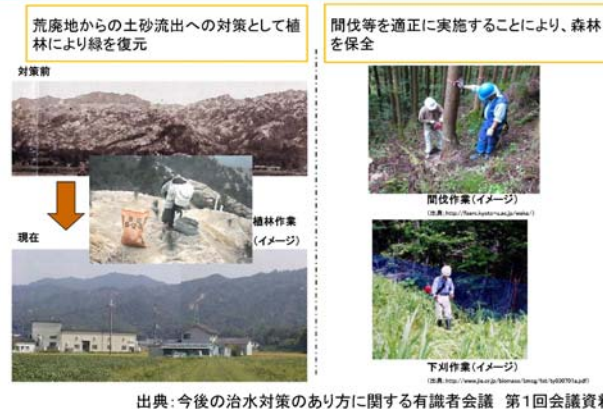 荒廃地からの土砂流出への対策として植
林により緑を復元
対策前
植林作業
(イメージ)
現在
間伐等を適正に実施することにより、森林
を保全
間伐作業(イメージ)
下刈作業(イメージ)
出典:今後の治水対策のあり方に関する有識者会議 第1回会議資料